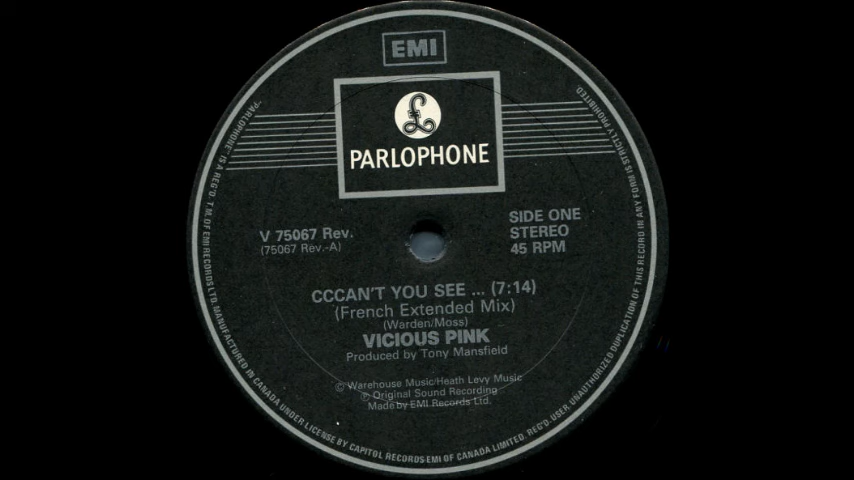 EMI
£
PARLOPHONE
V 75067 Rev.
(75067 Rev.-A)
SIDE ONE
STEREO
45 RPM
CCCAN'T YOU SEE ... (7:14)
(French Extended Mix)
(Warden/Moss)
VICIOUS PINK
Produced by Tony Mansfield
© Warehouse Music/Heath Levy Music
℗ Original Sound Recording
Made by EMI Records Ltd.
"PARLOPHONE" IS A REG'D. T.M. OF EMI RECORDS LTD. MANUFACTURED IN CANADA UNDER LICENSE BY CAPITOL RECORDS-EMI OF CANADA LIMITED, REG'D. USER. UNAUTHORIZED DUPLICATION OF THIS RECORD IN ANY FORM IS STRICTLY PROHIBITED